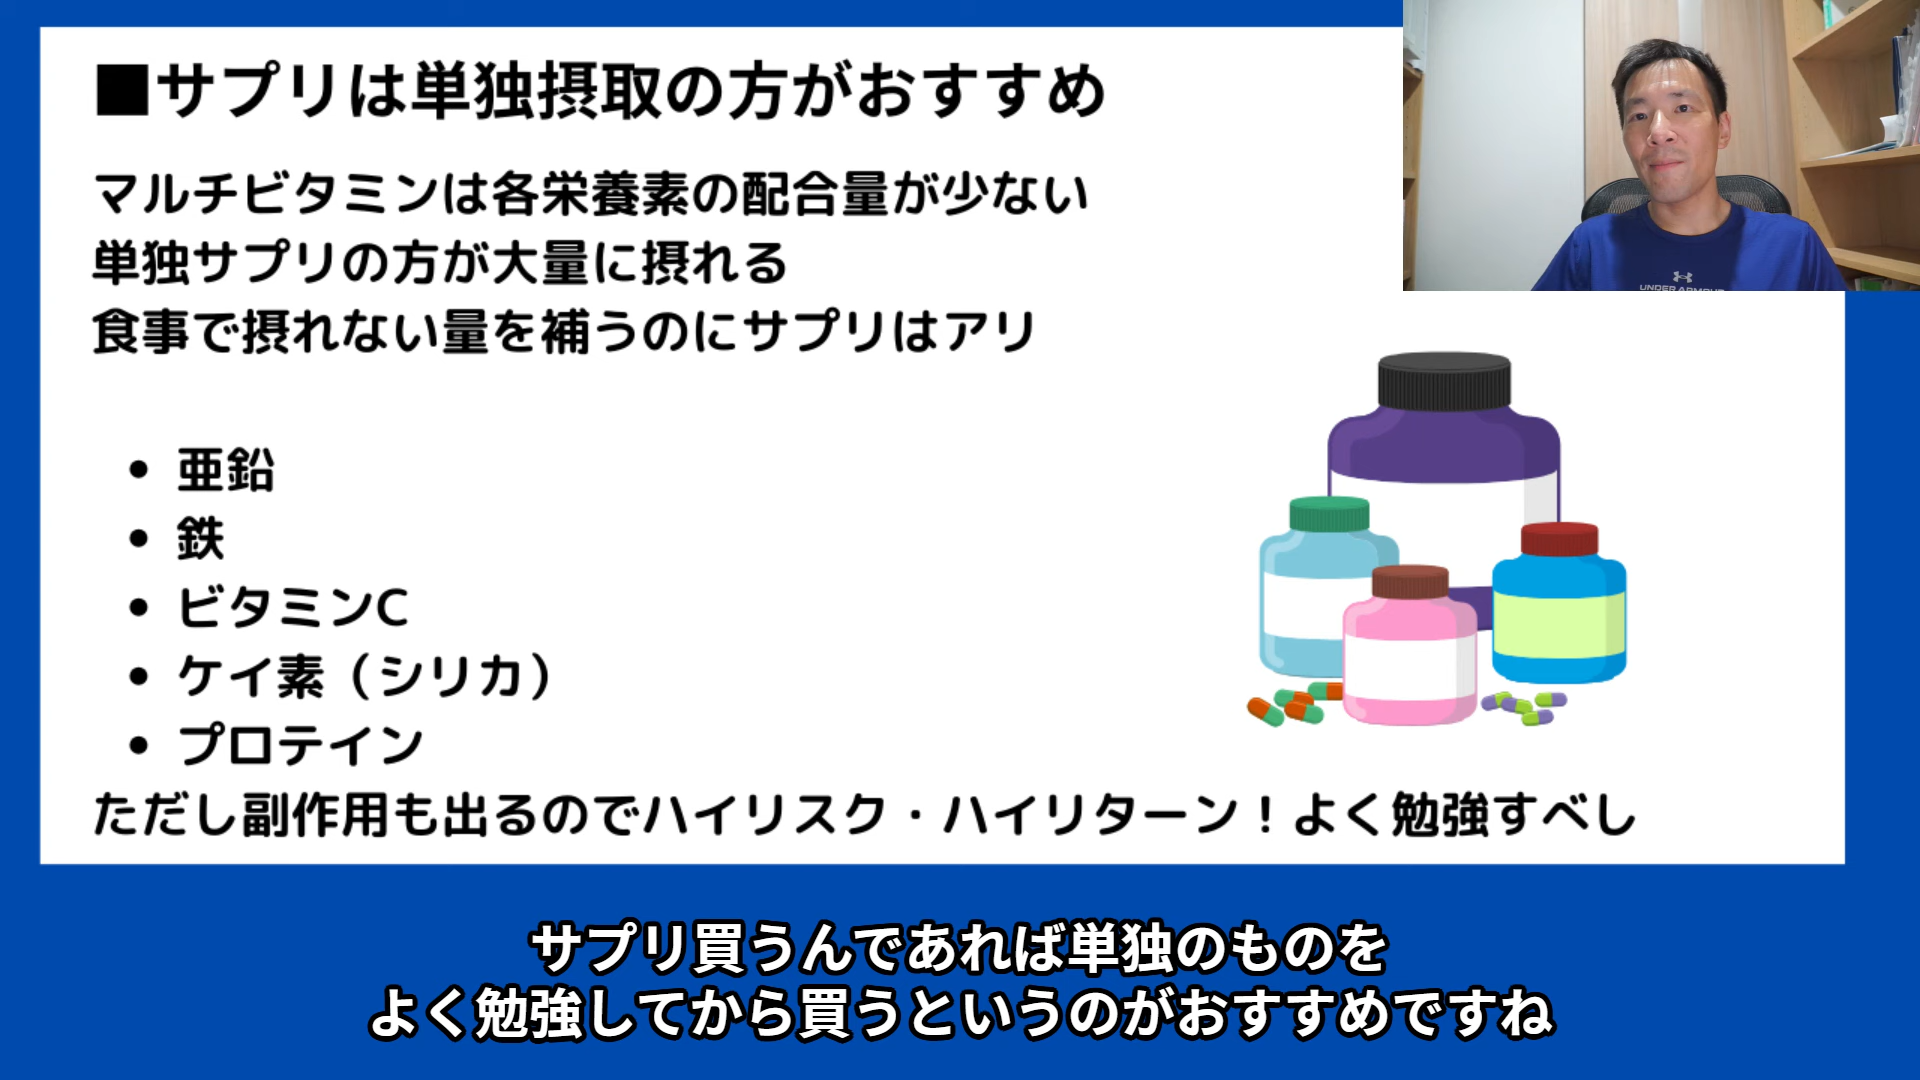 ■サプリは単独摂取の方がおすすめ
マルチビタミンは各栄養素の配合量が少ない
単独サプリの方が大量に摂れる
食事で摂れない量を補うのにサプリはアリ
• 亜鉛
• 鉄
• ビタミンC
• ケイ素（シリカ）
• プロテイン
ただし副作用も出るのでハイリスク・ハイリターン！よく勉強すべし
UNDER ARMOUR
サプリ買うんであれば単独のものを
よく勉強してから買うというのがおすすめですね